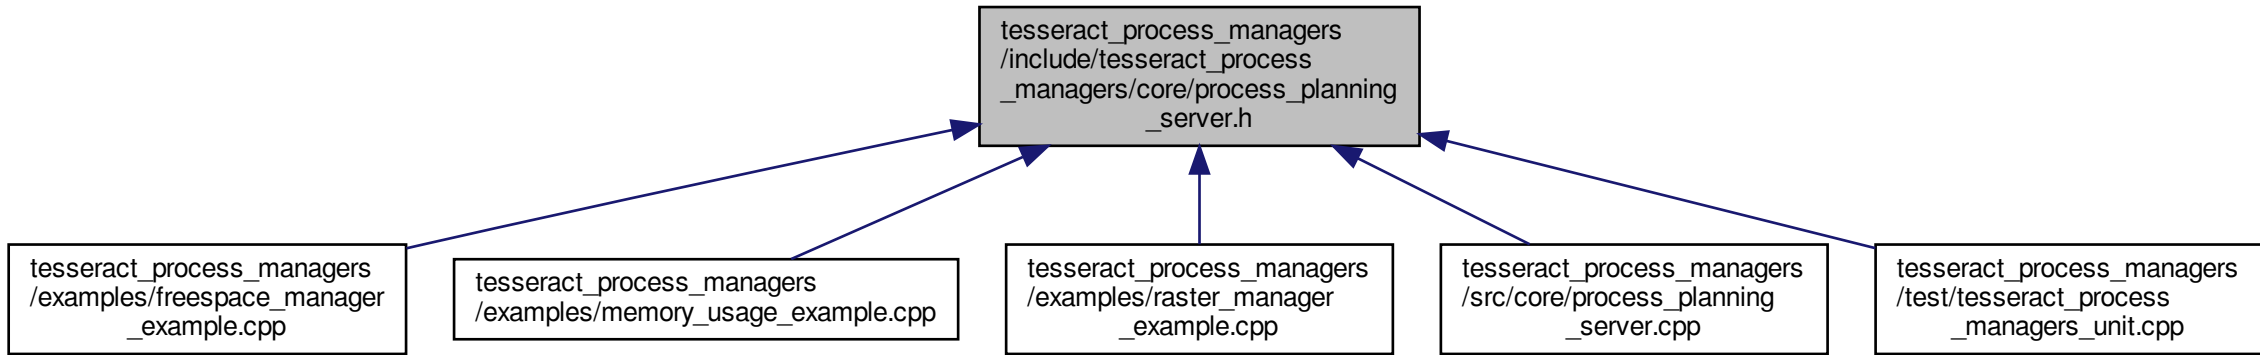 tesseract_process_managers
/include/tesseract_process
_managers/core/process_planning
_server.h
tesseract_process_managers
/examples/freespace_manager
_example.cpp
tesseract_process_managers
/examples/memory_usage_example.cpp
tesseract_process_managers
/examples/raster_manager
_example.cpp
tesseract_process_managers
/src/core/process_planning
_server.cpp
tesseract_process_managers
/test/tesseract_process
_managers_unit.cpp